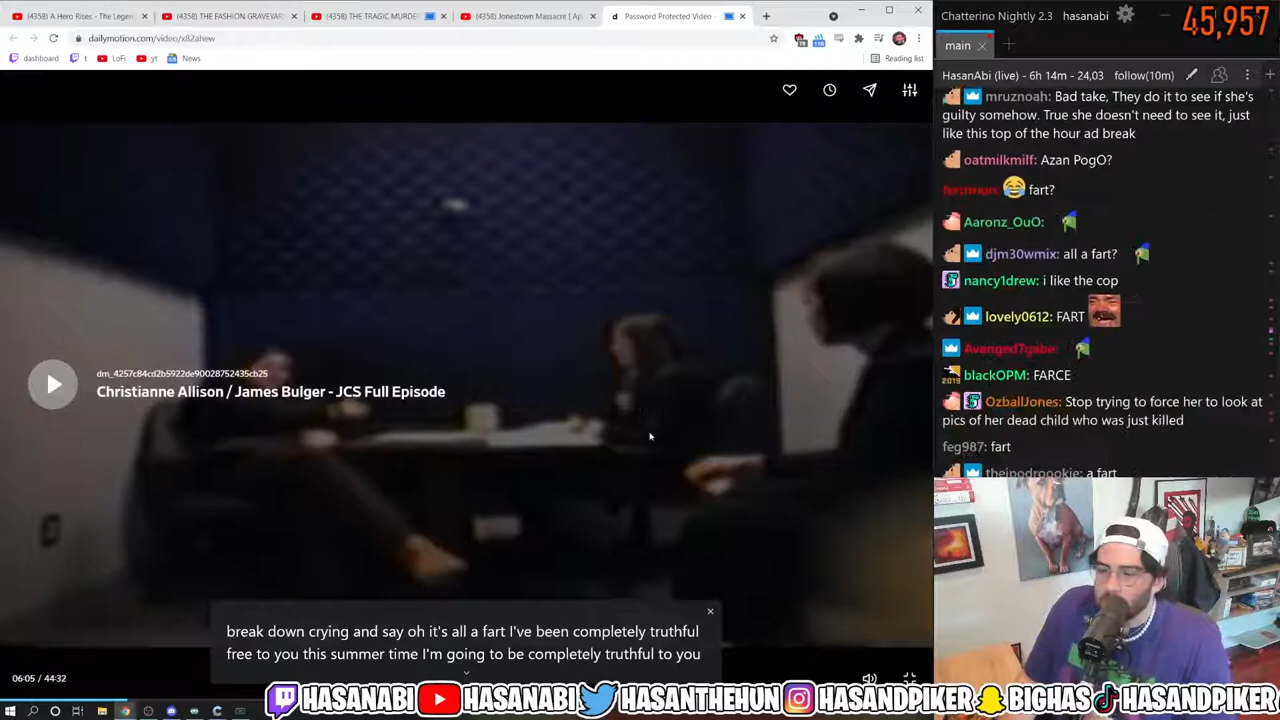 (4358) A Hero Rises - The Legen
(4358) THE FASHION GRAVEYAR
(4358) THE TRAGIC MURDER
(4358) Jonestown Massacre | Ap
Password Protected Video -
dailymotion.com/video/x82ahew
dashboard
t
LoFi
yt
News
Reading list
dm_4257c84cd2b5922de90028752435cb25
Christianne Allison / James Bulger - JCS Full Episode
break down crying and say oh it's all a fart I've been completely truthful
free to you this summer time I'm going to be completely truthful to you
06:05 / 44:32
Chatterino Nightly 2.3
hasanabi
45,957
main
HasanAbi (live) - 6h 14m - 24,03
follow(10m)
mruznoah: Bad take, They do it to see if she's
guilty somehow. True she doesn't need to see it, just
like this top of the hour ad break
oatmilkmilf: Azan PogO?
fart?
Aaronz_OuO:
djm30wmix: all a fart?
nancy1drew: i like the cop
lovely0612: FART
Avenged7gabe:
blackOPM: FARCE
OzballJones: Stop trying to force her to look at
pics of her dead child who was just killed
feg987: fart
theipodroookie: a fart
HASANABI
HASANABI
HASANTHEHUN
HASANDPIKER
BIGHAS
HASANDPIKER